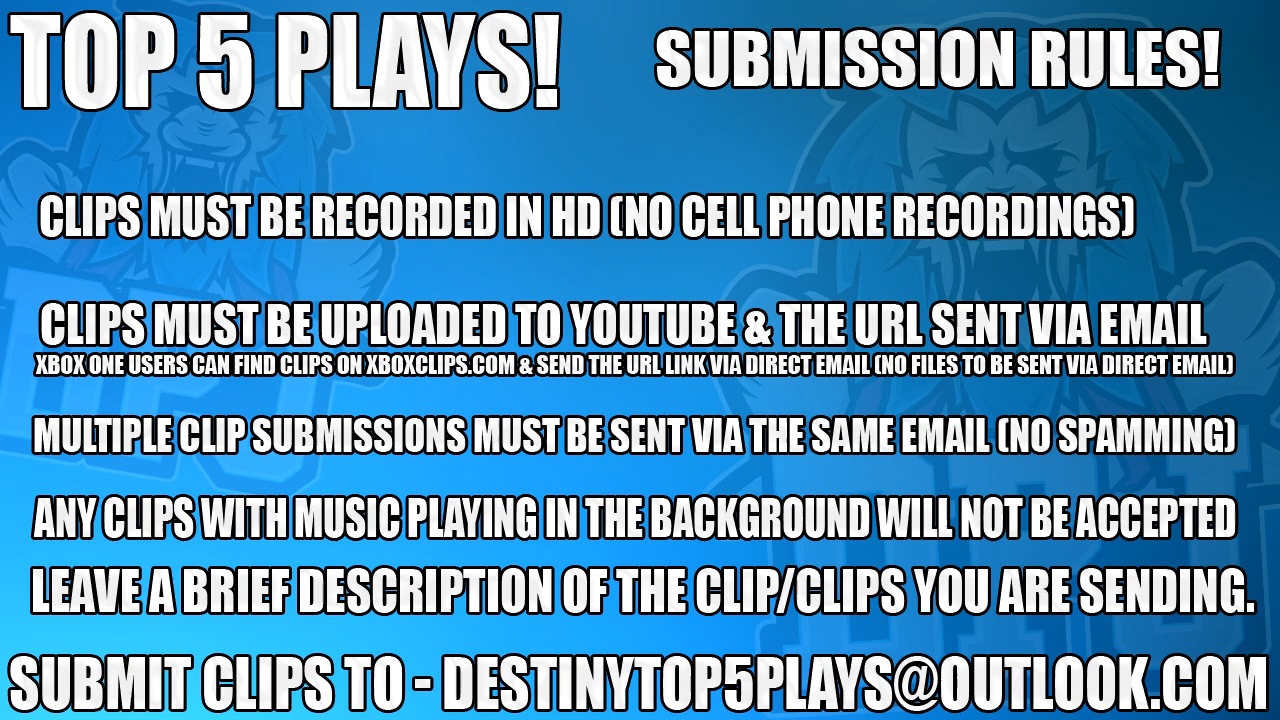 TOP 5 PLAYS!
SUBMISSION RULES!
CLIPS MUST BE RECORDED IN HD (NO CELL PHONE RECORDINGS)
CLIPS MUST BE UPLOADED TO YOUTUBE & THE URL SENT VIA EMAIL
XBOX ONE USERS CAN FIND CLIPS ON XBOXCLIPS.COM & SEND THE URL LINK VIA DIRECT EMAIL (NO FILES TO BE SENT VIA DIRECT EMAIL)
MULTIPLE CLIP SUBMISSIONS MUST BE SENT VIA THE SAME EMAIL (NO SPAMMING)
ANY CLIPS WITH MUSIC PLAYING IN THE BACKGROUND WILL NOT BE ACCEPTED
LEAVE A BRIEF DESCRIPTION OF THE CLIP/CLIPS YOU ARE SENDING.
SUBMIT CLIPS TO - DESTINYTOP5PLAYS@OUTLOOK.COM